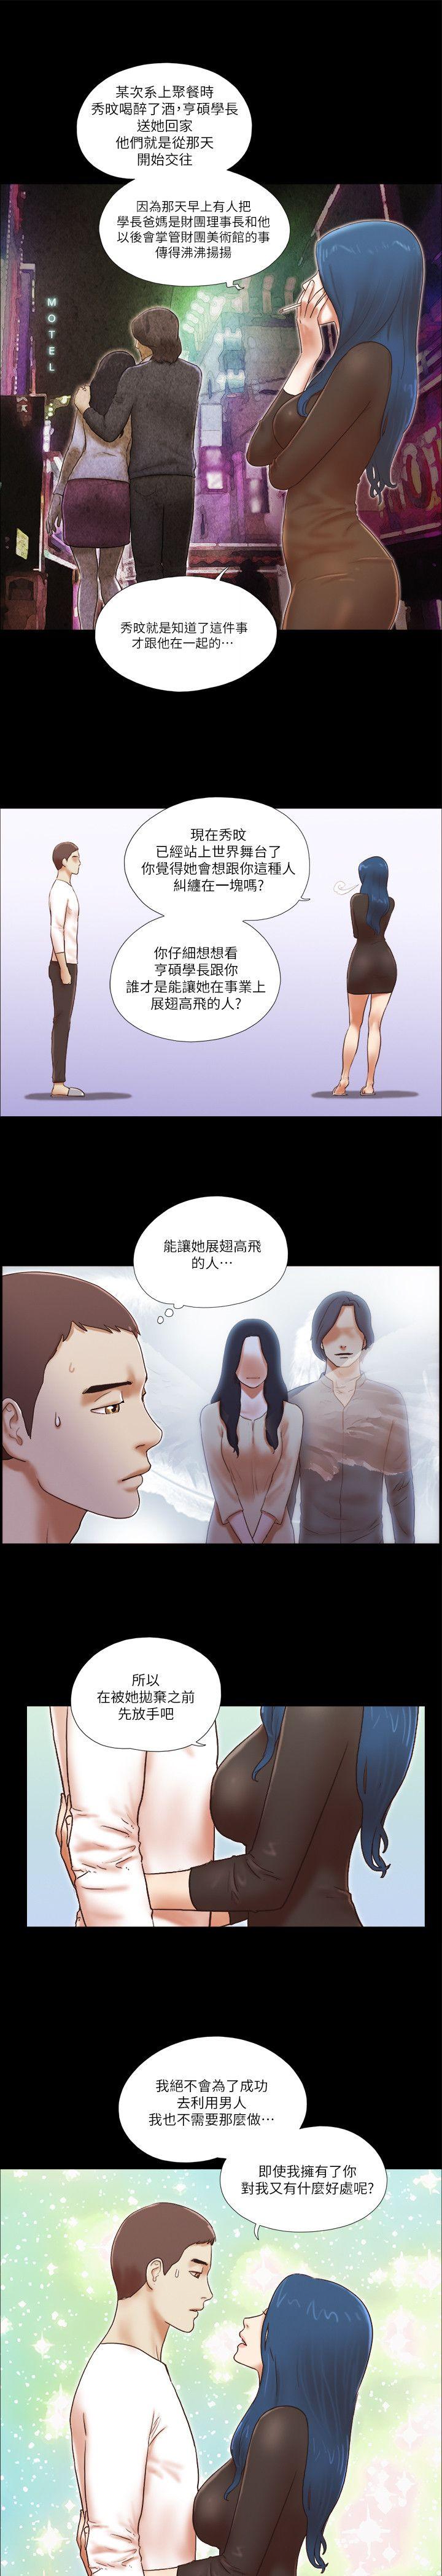 某次系上聚餐時
秀旼喝醉了酒，亨碩學長
送她回家
他們就是從那天
開始交往
因為那天早上有人把
學長爸媽是財團理事長和他
以後會掌管財團美術館的事
傳得沸沸揚揚
MOTEL
秀旼就是知道了這件事
才跟他在一起的…
現在秀旼
已經站上世界舞台了
你覺得她會想跟你這種人
糾纏在一塊嗎?
你仔細想想看
亨碩學長跟你
誰才是能讓她在事業上
展翅高飛的人?
能讓她展翅高飛
的人…
所以
在被她拋棄之前
先放手吧
我絕不會為了成功
去利用男人
我也不需要那麼做…
即使我擁有了你
對我又有什麼好處呢?